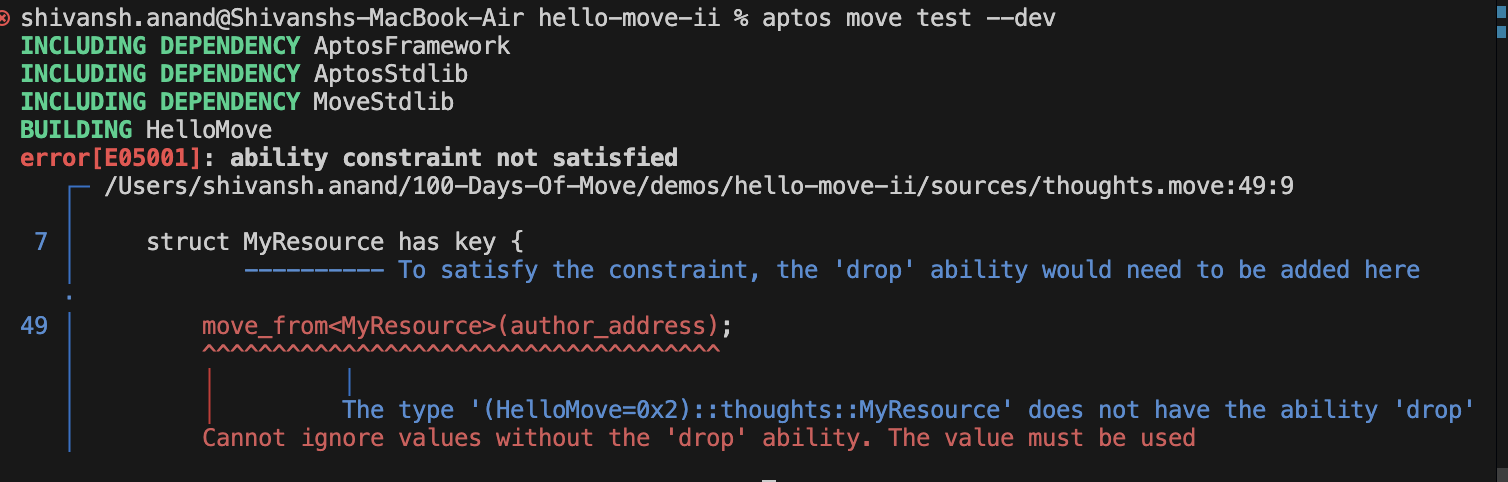 shivansh.anand@Shivanshs-MacBook-Air hello-move-ii % aptos move test --dev
INCLUDING DEPENDENCY AptosFramework
INCLUDING DEPENDENCY AptosStdlib
INCLUDING DEPENDENCY MoveStdlib
BUILDING HelloMove
error[E05001]: ability constraint not satisfied
/Users/shivansh.anand/100-Days-Of-Move/demos/hello-move-ii/sources/thoughts.move:49:9
7 struct MyResource has key {
---------- To satisfy the constraint, the 'drop' ability would need to be added here
49 move_from<MyResource>(author_address);
^^^^^^^^^^^^^^^^^^^^^^^^^^^^^^^^^^^^^
The type '(HelloMove=0x2)::thoughts::MyResource' does not have the ability 'drop'
Cannot ignore values without the 'drop' ability. The value must be used